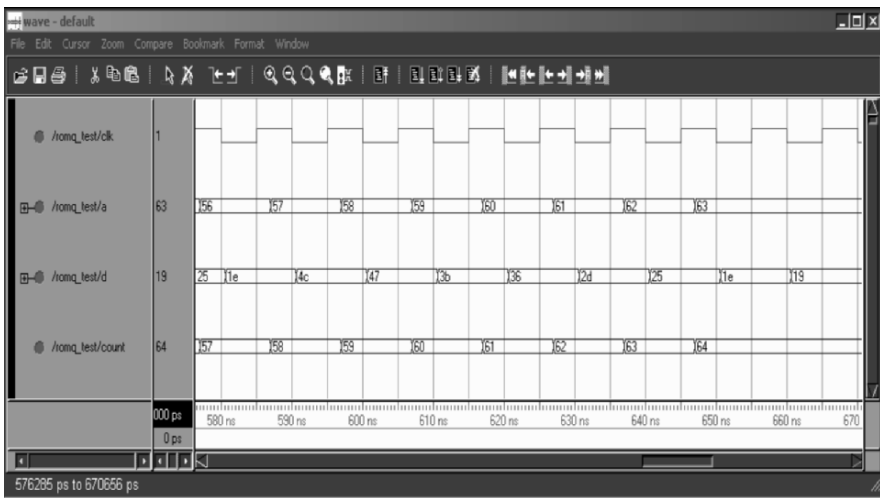 wave - default
File Edit Cursor Zoom Compare Bookmark Format Window
/romq_test/clk 1
/romq_test/a 63 56 57 58 59 60 61 62 63
/romq_test/d 19 25 1e 4c 47 3b 36 2d 25 1e 19
/romq_test/count 64 57 58 59 60 61 62 63 64
000 ps 580 ns 590 ns 600 ns 610 ns 620 ns 630 ns 640 ns 650 ns 660 ns 670
0 ps
576285 ps to 670656 ps